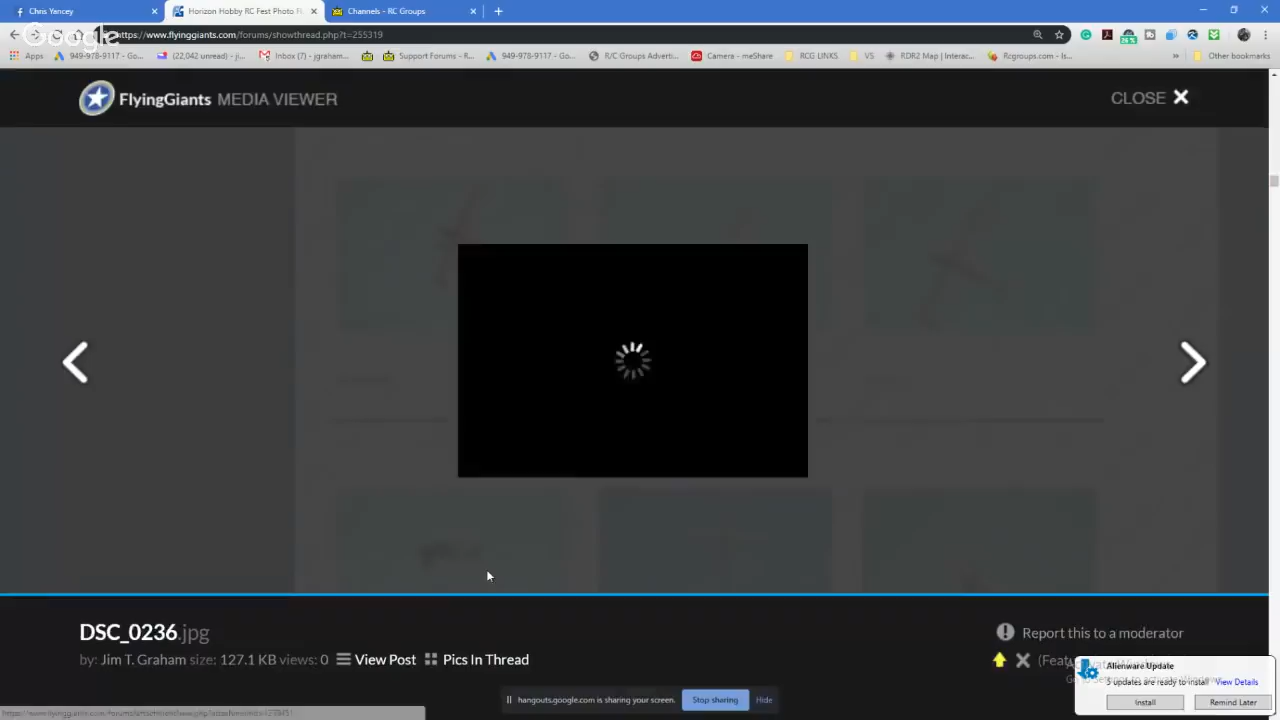 Chris Yancey
Horizon Hobby RC Fest Photo F
Channels - RC Groups
Google
https://www.flyinggiants.com/forums/showthread.php?t=255319
Apps
949-978-9117 - Go...
(22,042 unread) - ji...
Inbox (7) - jgraham...
Support Forums - R...
949-978-9117 - Go...
R/C Groups Adverti...
Camera - meShare
RCG LINKS
VS
RDR2 Map | Interac...
Rcgroups.com - Is...
Other bookmarks
FlyingGiants MEDIA VIEWER
CLOSE
DSC_0236.jpg
Report this to a moderator
by: Jim T. Graham size: 127.1 KB views: 0 View Post Pics In Thread
(Feat
Alienware Update
5 updates are ready to install View Details
Install
Remind Later
hangouts.google.com is sharing your screen.
Stop sharing
Hide